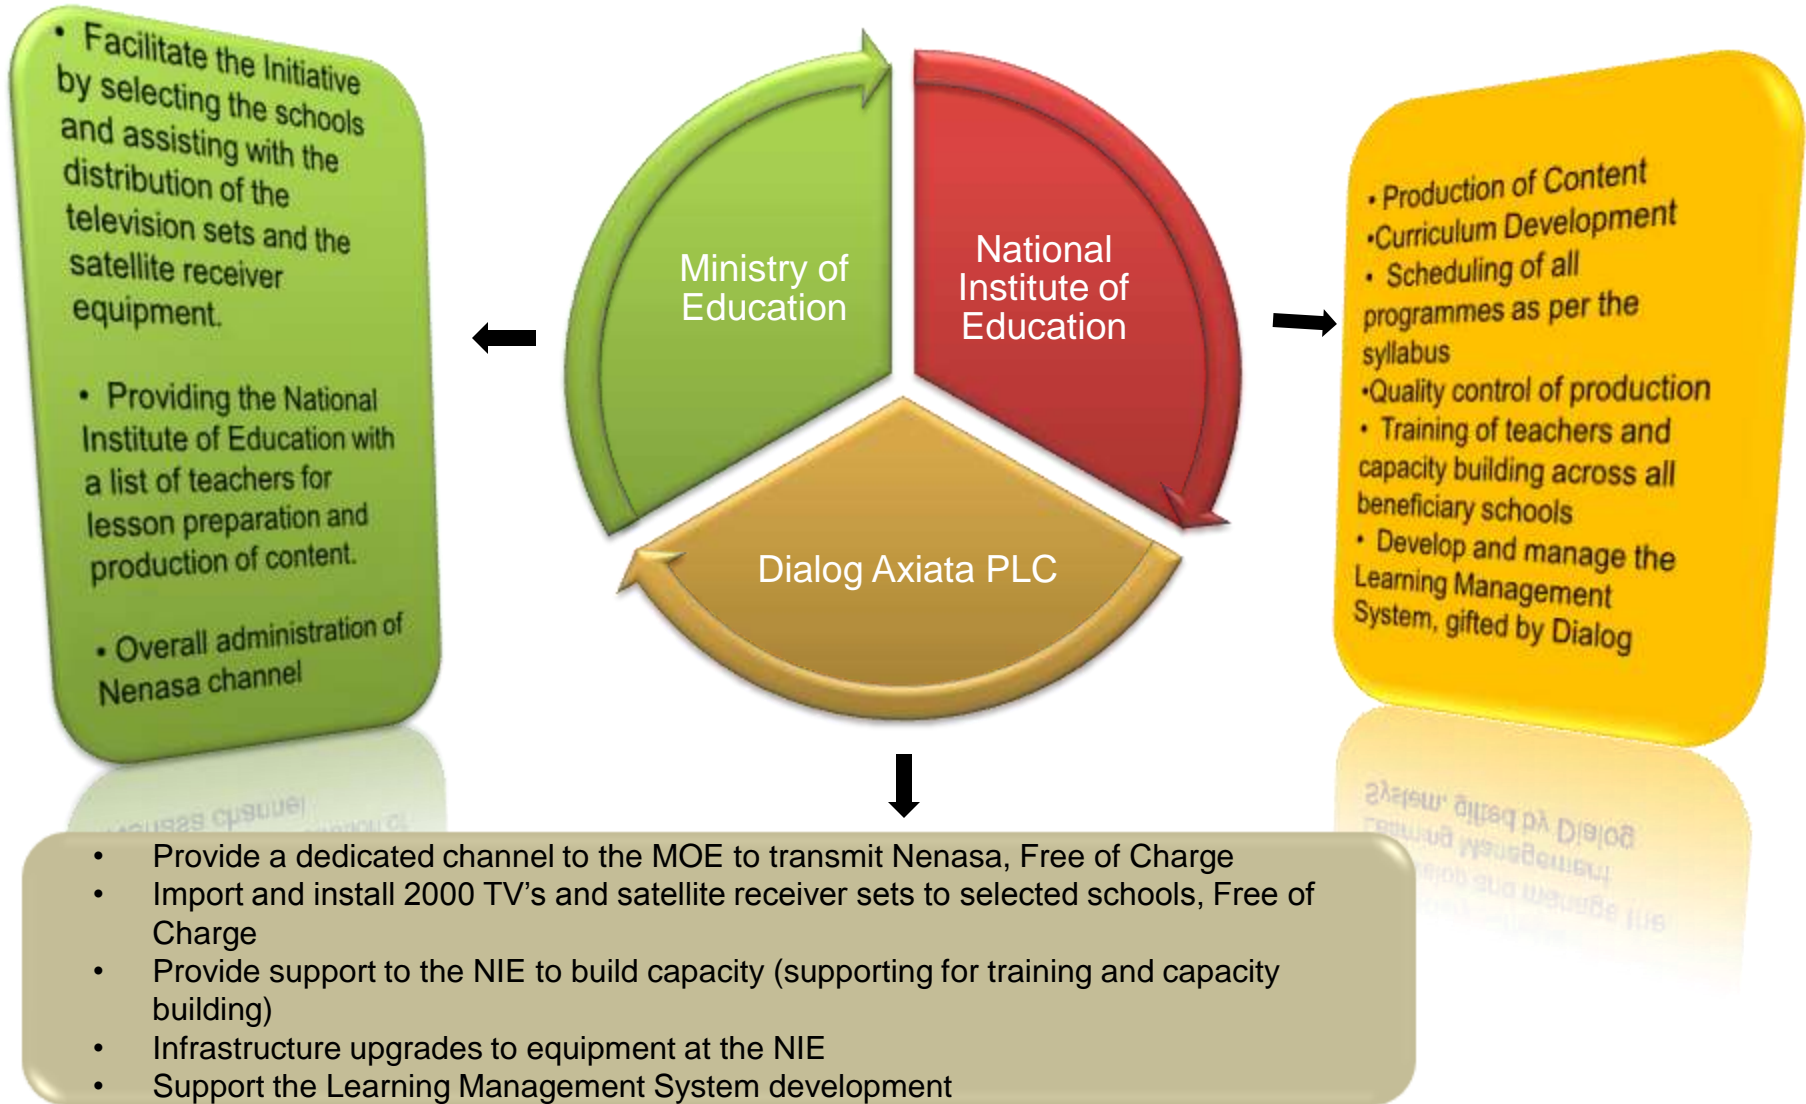 • Facilitate the Initiative
by selecting the schools
and assisting with the
distribution of the
television sets and the
satellite receiver
equipment.
• Providing the National
Institute of Education with
a list of teachers for
lesson preparation and
production of content.
• Overall administration of
Nenasa channel
Ministry of
Education
National
Institute of
Education
Dialog Axiata PLC
• Production of Content
•Curriculum Development
• Scheduling of all
programmes as per the
syllabus
•Quality control of production
• Training of teachers and
capacity building across all
beneficiary schools
• Develop and manage the
Learning Management
System, gifted by Dialog
• Provide a dedicated channel to the MOE to transmit Nenasa, Free of Charge
• Import and install 2000 TV’s and satellite receiver sets to selected schools, Free of
Charge
• Provide support to the NIE to build capacity (supporting for training and capacity
building)
• Infrastructure upgrades to equipment at the NIE
• Support the Learning Management System development